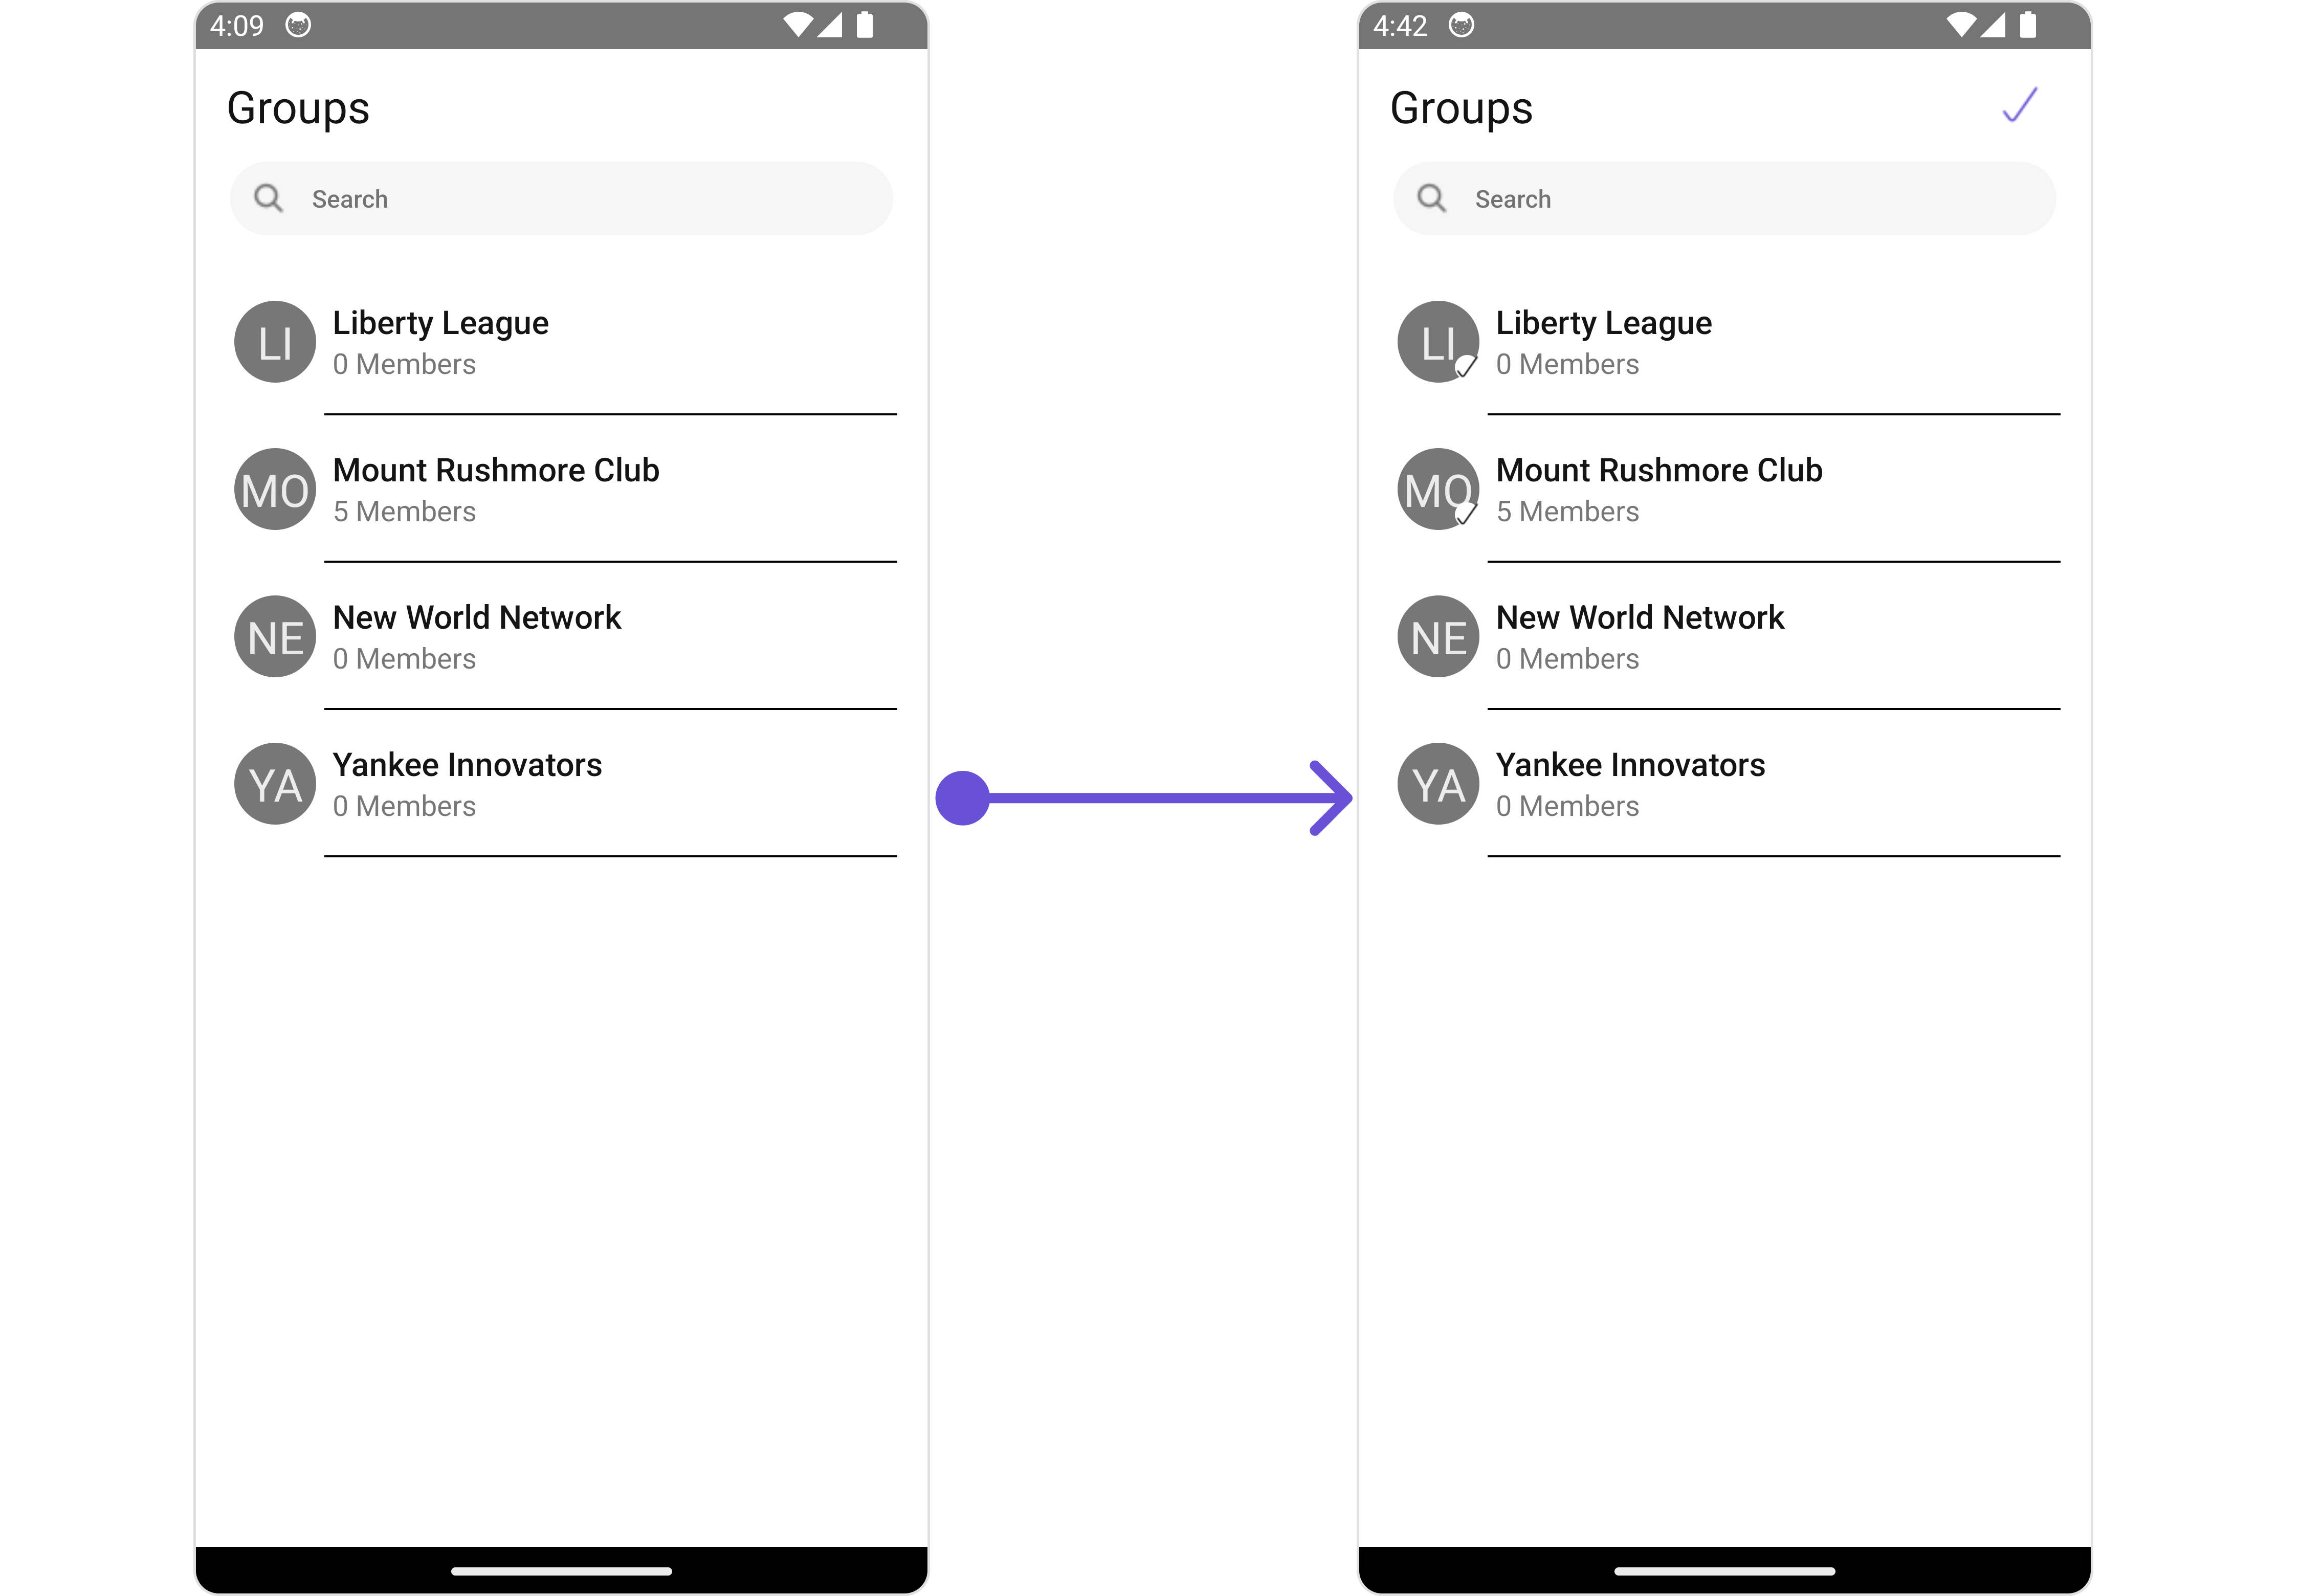 4:09
Groups
Search
LI
Liberty League
0 Members
MO
Mount Rushmore Club
5 Members
NE
New World Network
0 Members
YA
Yankee Innovators
0 Members
4:42
Groups
Search
LI
Liberty League
0 Members
MO
Mount Rushmore Club
5 Members
NE
New World Network
0 Members
YA
Yankee Innovators
0 Members